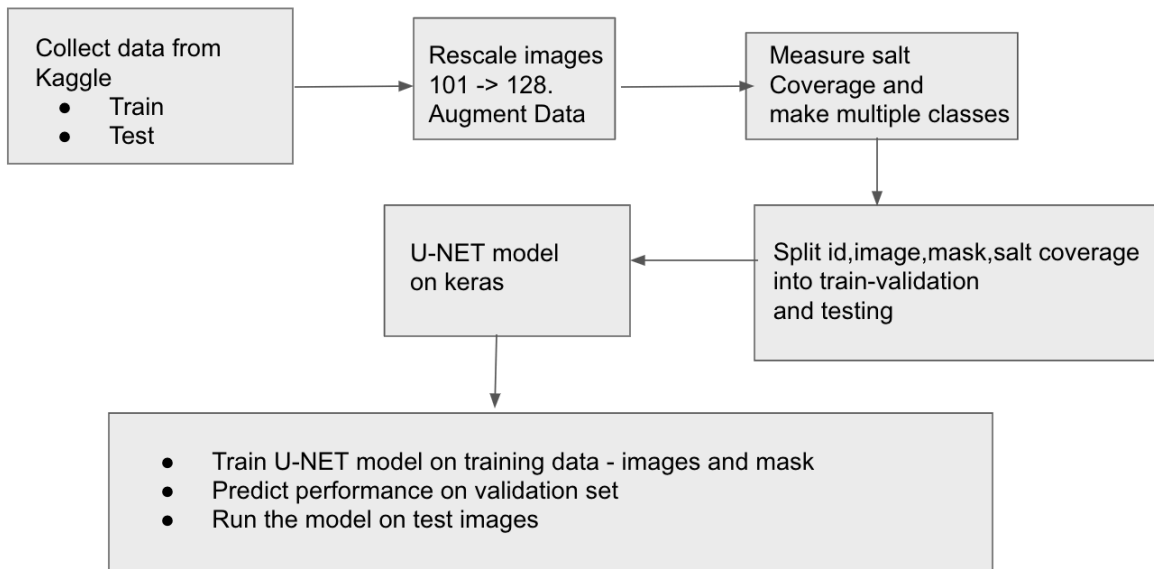 Collect data from
Kaggle
● Train
● Test
Rescale images
101 -> 128.
Augment Data
Measure salt
Coverage and
make multiple classes
Split id,image,mask,salt coverage
into train-validation
and testing
U-NET model
on keras
● Train U-NET model on training data - images and mask
● Predict performance on validation set
● Run the model on test images